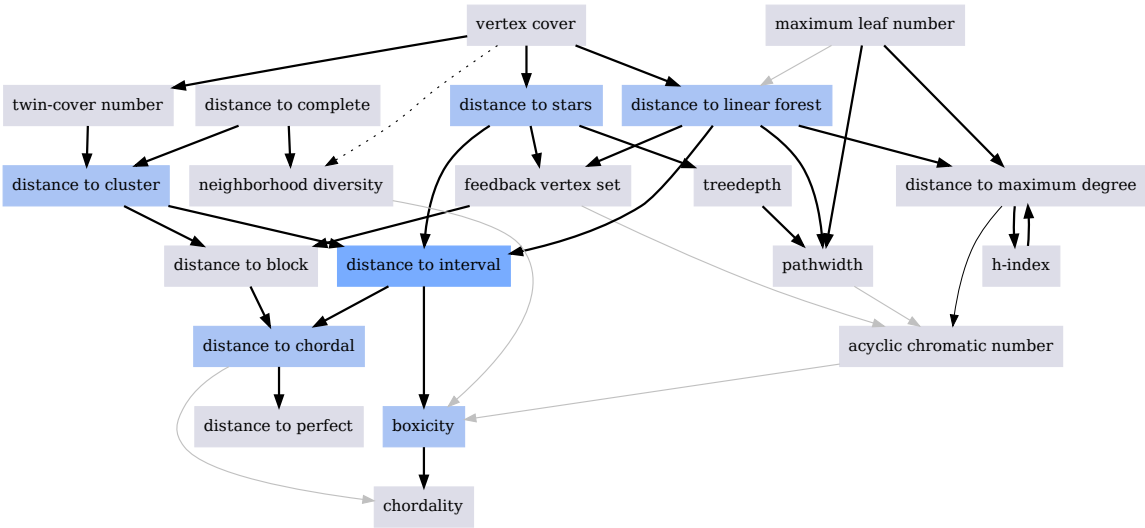 vertex cover
maximum leaf number
twin-cover number
distance to complete
distance to stars
distance to linear forest
distance to cluster
neighborhood diversity
feedback vertex set
treedepth
distance to maximum degree
distance to block
distance to interval
pathwidth
h-index
distance to chordal
acyclic chromatic number
distance to perfect
boxicity
chordality